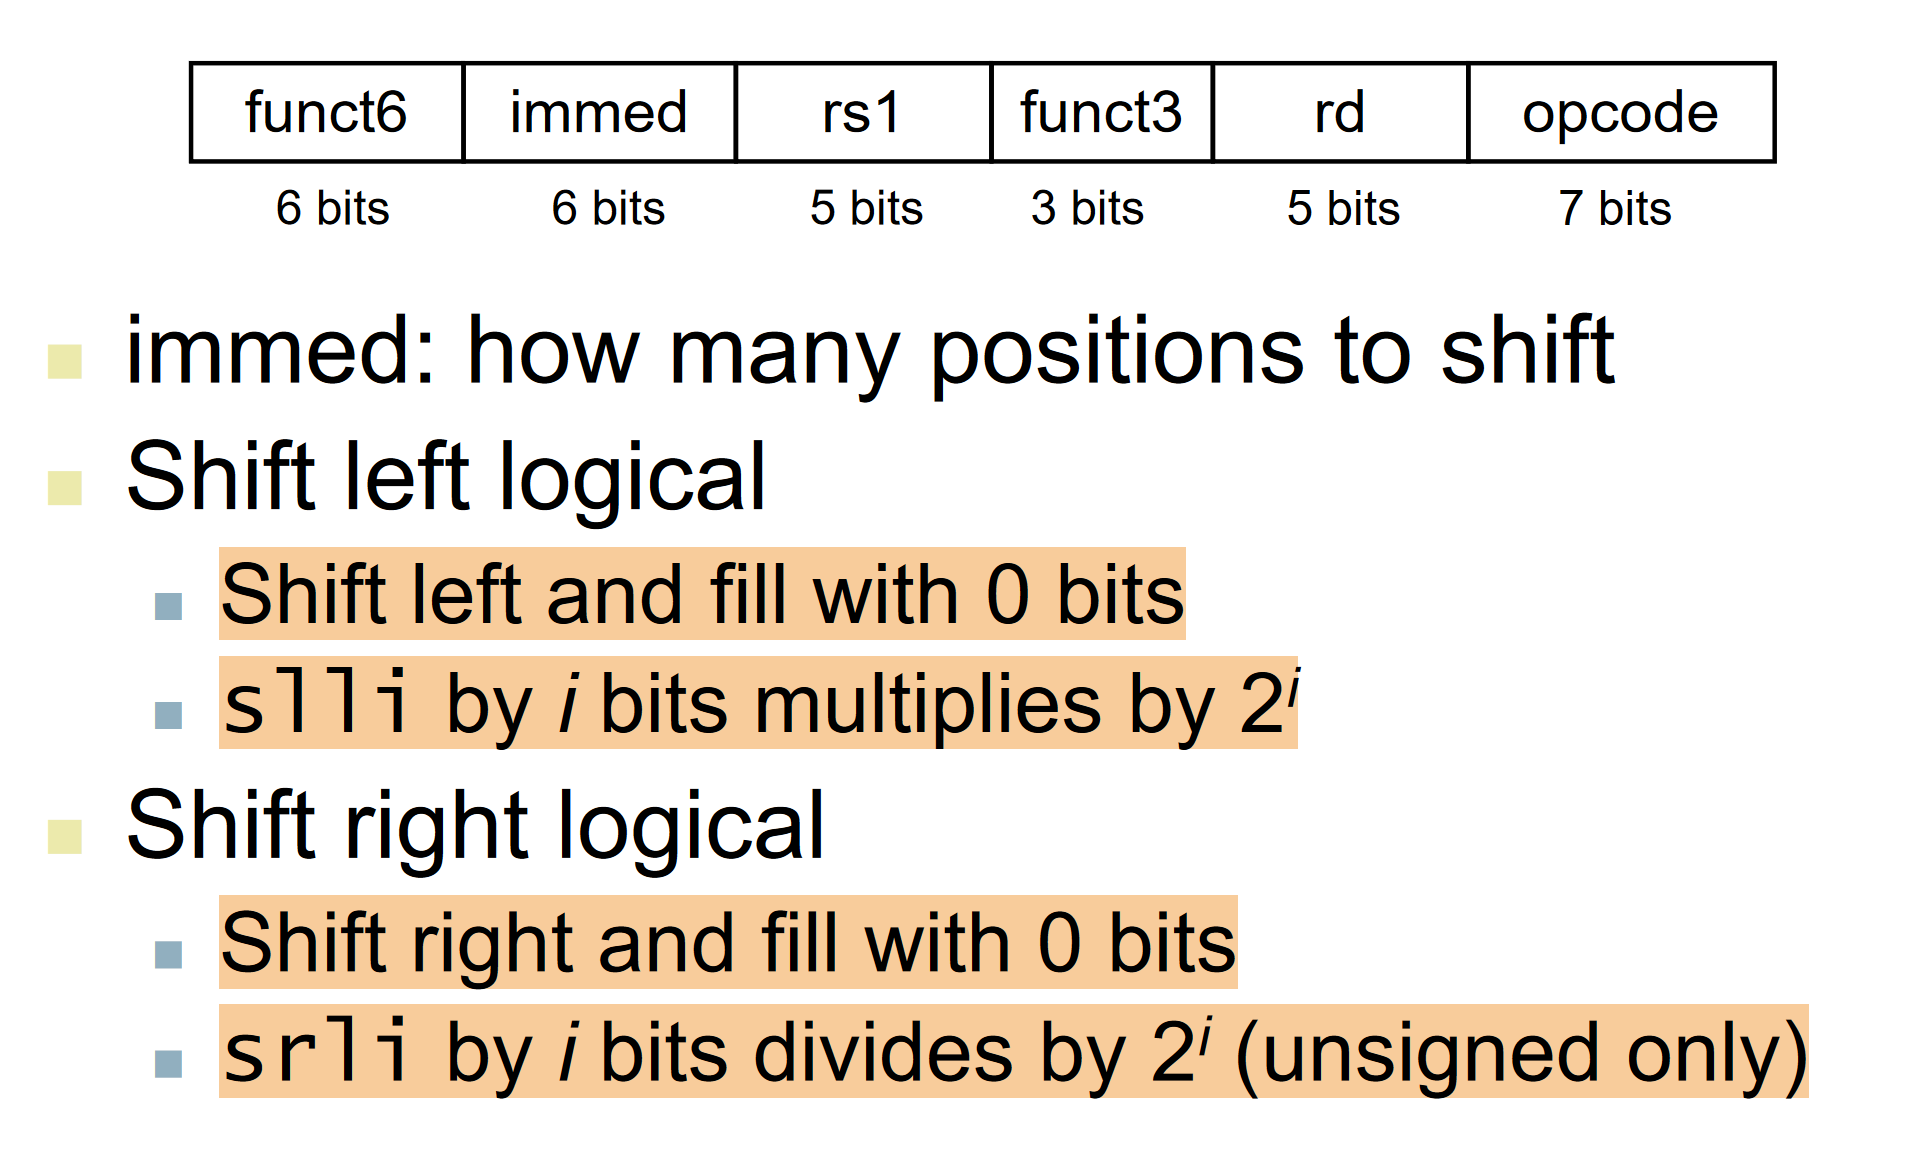 funct6 immed rs1 funct3 rd opcode
6 bits 6 bits 5 bits 3 bits 5 bits 7 bits
immed: how many positions to shift
Shift left logical
Shift left and fill with 0 bits
slli by i bits multiplies by 2ⁱ
Shift right logical
Shift right and fill with 0 bits
srli by i bits divides by 2ⁱ (unsigned only)